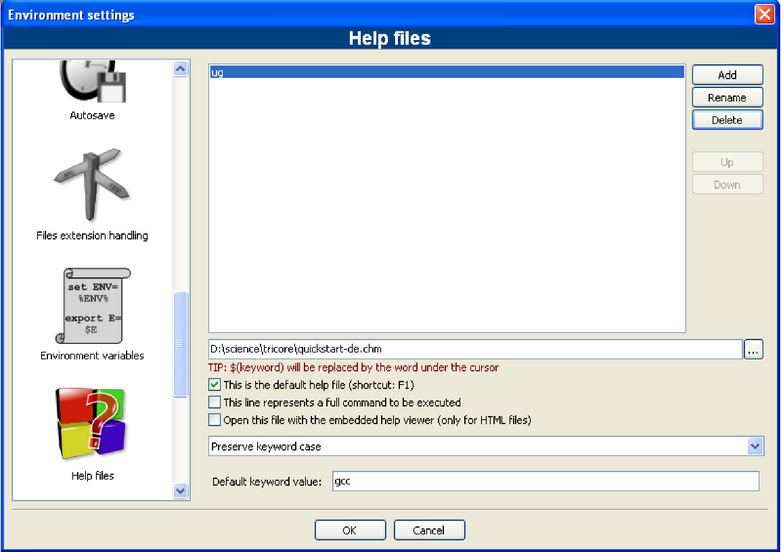 Environment settings
Help files
Autosave
Files extension handling
set ENV=
%ENV%
export E=
$E
Environment variables
Help files
ug
Add
Rename
Delete
Up
Down
D:\science\tricore\quickstart-de.chm
...
TIP: $(keyword) will be replaced by the word under the cursor
This is the default help file (shortcut: F1)
This line represents a full command to be executed
Open this file with the embedded help viewer (only for HTML files)
Preserve keyword case
Default keyword value: gcc
OK Cancel